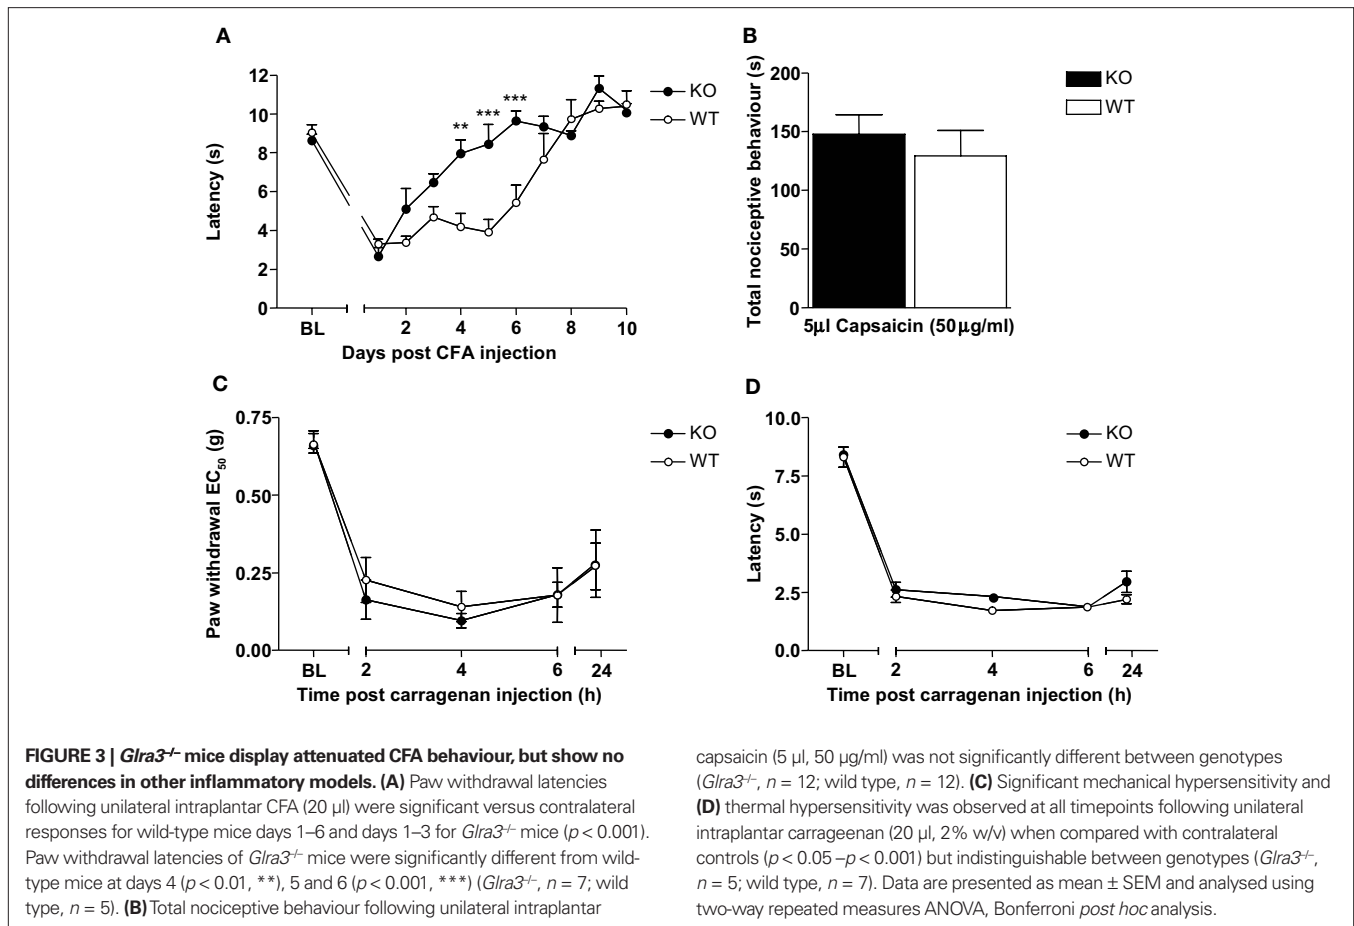 A
Latency (s)
12
10
8
6
4
2
0
** *** ***
KO
WT
BL 2 4 6 8 10
Days post CFA injection
B
Total nociceptive behaviour (s)
200
150
100
50
0
KO
WT
5µl Capsaicin (50µg/ml)
C
Paw withdrawal EC50 (g)
0.75
0.50
0.25
0.00
KO
WT
BL 2 4 6 24
Time post carragenan injection (h)
D
Latency (s)
10.0
7.5
5.0
2.5
0.0
KO
WT
BL 2 4 6 24
Time post carragenan injection (h)
FIGURE 3 | Glra3–/– mice display attenuated CFA behaviour, but show no
differences in other inflammatory models. (A) Paw withdrawal latencies
following unilateral intraplantar CFA (20 µl) were significant versus contralateral
responses for wild-type mice days 1–6 and days 1–3 for Glra3–/– mice (p < 0.001).
Paw withdrawal latencies of Glra3–/– mice were significantly different from wild-
type mice at days 4 (p < 0.01, **), 5 and 6 (p < 0.001, ***) (Glra3–/–, n = 7; wild
type, n = 5). (B) Total nociceptive behaviour following unilateral intraplantar
capsaicin (5 µl, 50 µg/ml) was not significantly different between genotypes
(Glra3–/–, n = 12; wild type, n = 12). (C) Significant mechanical hypersensitivity and
(D) thermal hypersensitivity was observed at all timepoints following unilateral
intraplantar carrageenan (20 µl, 2% w/v) when compared with contralateral
controls (p < 0.05 –p < 0.001) but indistinguishable between genotypes (Glra3–/–,
n = 5; wild type, n = 7). Data are presented as mean ± SEM and analysed using
two-way repeated measures ANOVA, Bonferroni post hoc analysis.